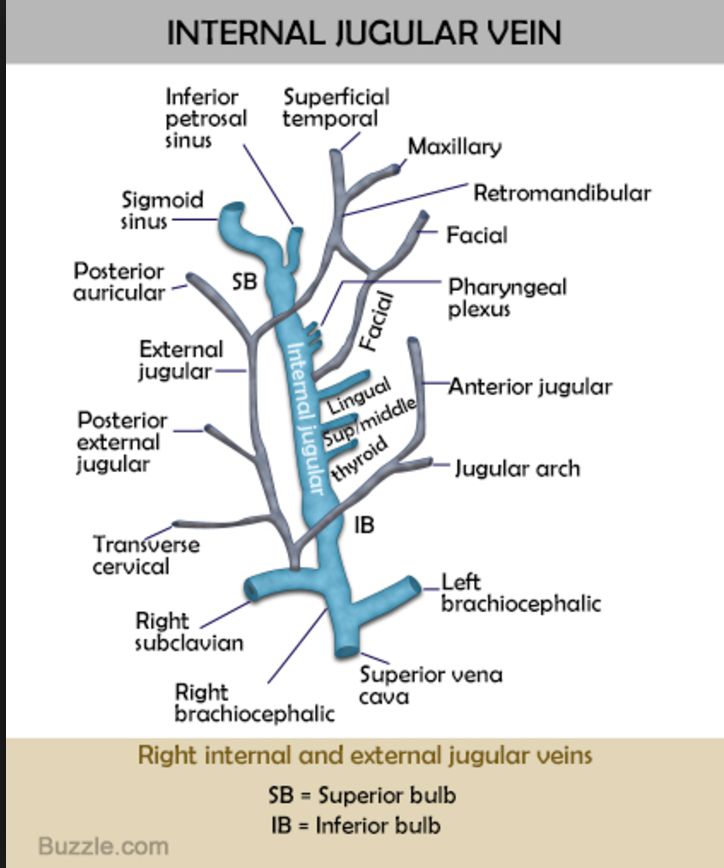 INTERNAL JUGULAR VEIN
Inferior
petrosal
sinus
Superficial
temporal
Maxillary
Retromandibular
Sigmoid
sinus
Facial
SB
Posterior
auricular
Pharyngeal
plexus
Facial
External
jugular
Internal jugular
Lingual
Anterior jugular
Sup/middle
thyroid
Posterior
external
jugular
Jugular arch
IB
Transverse
cervical
Left
brachiocephalic
Right
subclavian
Superior vena
cava
Right
brachiocephalic
Right internal and external jugular veins
SB = Superior bulb
IB = Inferior bulb
Buzzle.com